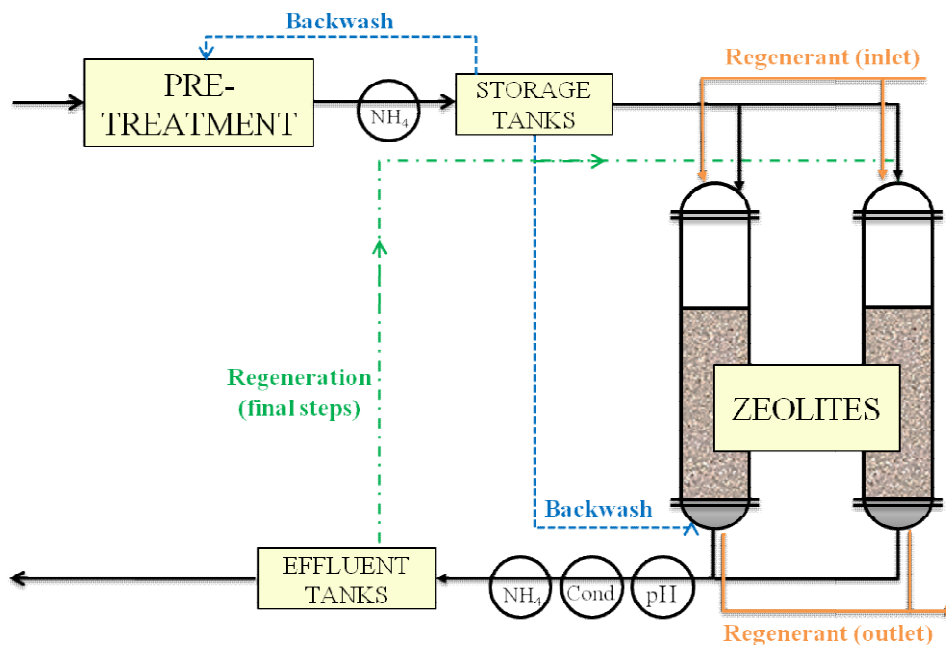 Backwash
Regenerant (inlet)
PRE-
TREATMENT
NH4
STORAGE
TANKS
Regeneration
(final steps)
ZEOLITES
Backwash
EFFLUENT
TANKS
NH4
Cond
pH
Regenerant (outlet)